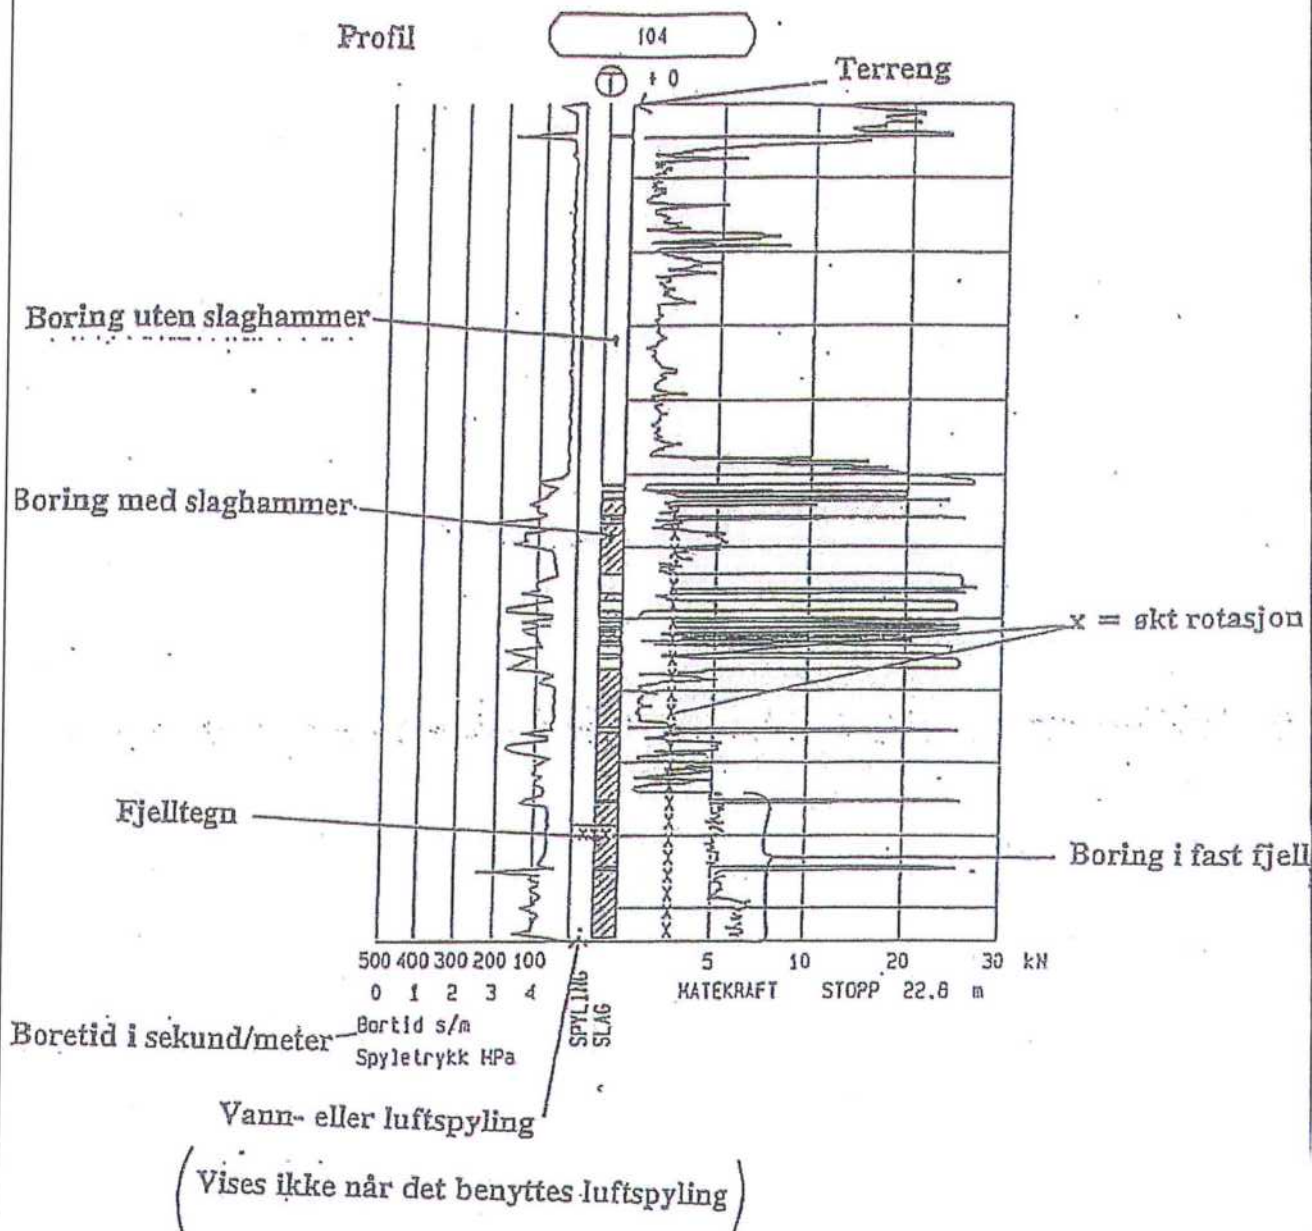 Profil
104
T + 0
Terreng
Boring uten slaghammer
Boring med slaghammer
x = økt rotasjon
Fjelltegn
Boring i fast fjell
500 400 300 200 100
5 10 20 30 kN
0 1 2 3 4
MATEKRAFT STOPP 22.8 m
SPYLING
SLAG
Boretid i sekund/meter
Bortid s/m
Spyletrykk MPa
Vann- eller luftspyling
(Vises ikke når det benyttes luftspyling)